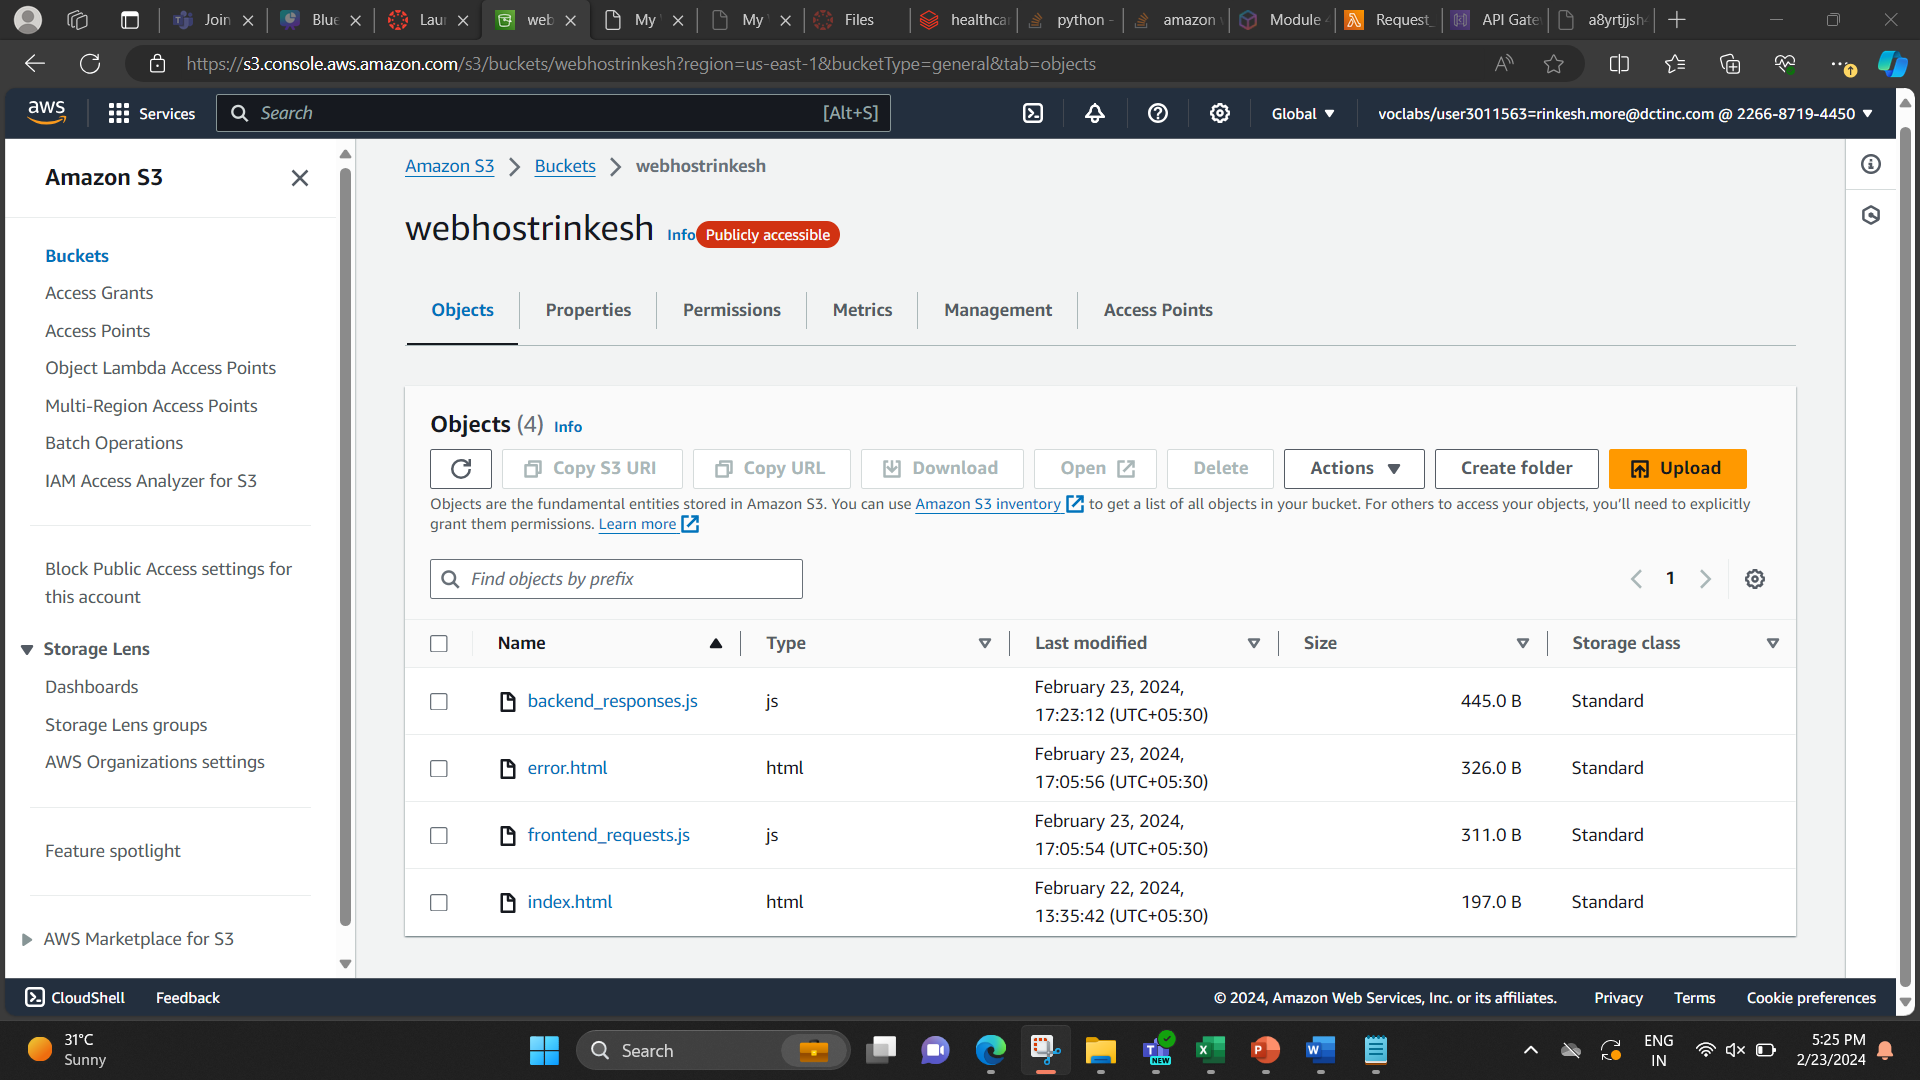 Join
Blue
Laur
web
My
My
Files
healthcar
python -
amazon
Module
Request_
API Gate
a8yrtjjsh
https://s3.console.aws.amazon.com/s3/buckets/webhostrinkesh?region=us-east-1&bucketType=general&tab=objects
aws
Services
Search
[Alt+S]
Global
voclabs/user3011563=rinkesh.more@dctinc.com @ 2266-8719-4450
Amazon S3
Buckets
Access Grants
Access Points
Object Lambda Access Points
Multi-Region Access Points
Batch Operations
IAM Access Analyzer for S3
Block Public Access settings for
this account
Storage Lens
Dashboards
Storage Lens groups
AWS Organizations settings
Feature spotlight
AWS Marketplace for S3
Amazon S3 Buckets webhostrinkesh
webhostrinkesh Info Publicly accessible
Objects Properties Permissions Metrics Management Access Points
Objects (4) Info
Copy S3 URI Copy URL Download Open Delete Actions Create folder Upload
Objects are the fundamental entities stored in Amazon S3. You can use Amazon S3 inventory to get a list of all objects in your bucket. For others to access your objects, you'll need to explicitly
grant them permissions. Learn more
Find objects by prefix
1
Name Type Last modified Size Storage class
backend_responses.js js February 23, 2024, 445.0 B Standard
17:23:12 (UTC+05:30)
error.html html February 23, 2024, 326.0 B Standard
17:05:56 (UTC+05:30)
frontend_requests.js js February 23, 2024, 311.0 B Standard
17:05:54 (UTC+05:30)
index.html html February 22, 2024, 197.0 B Standard
13:35:42 (UTC+05:30)
CloudShell Feedback © 2024, Amazon Web Services, Inc. or its affiliates. Privacy Terms Cookie preferences
31°C
Sunny
Search
NEW
ENG
IN
5:25 PM
2/23/2024